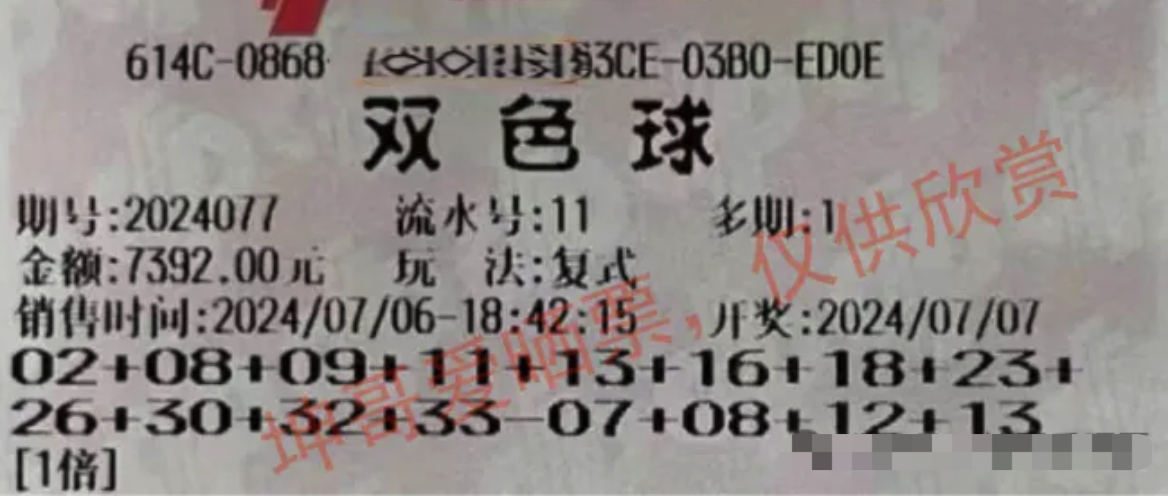 614C-0868 3CE-03B0-ED0E
双色球
期号:2024077 流水号:11 多期:1
金额:7392.00元 玩 法:复式
销售时间:2024/07/06-18:42:15 开奖:2024/07/07
02+08+09+11+13+16+18+23+
26+30+32+33-07+08+12+13
[1倍]
坤哥爱晒票,仅供欣赏